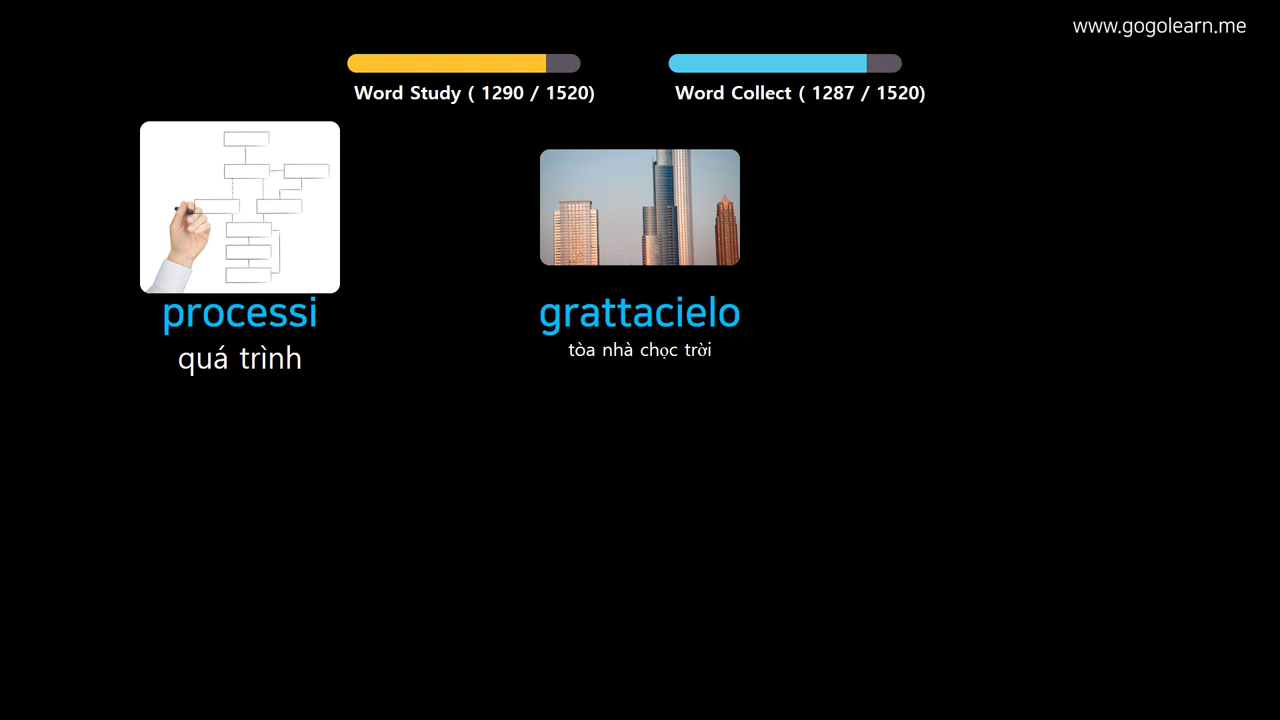 www.gogolearn.me
Word Study ( 1290 / 1520)
Word Collect ( 1287 / 1520)
processi
quá trình
grattacielo
tòa nhà chọc trời